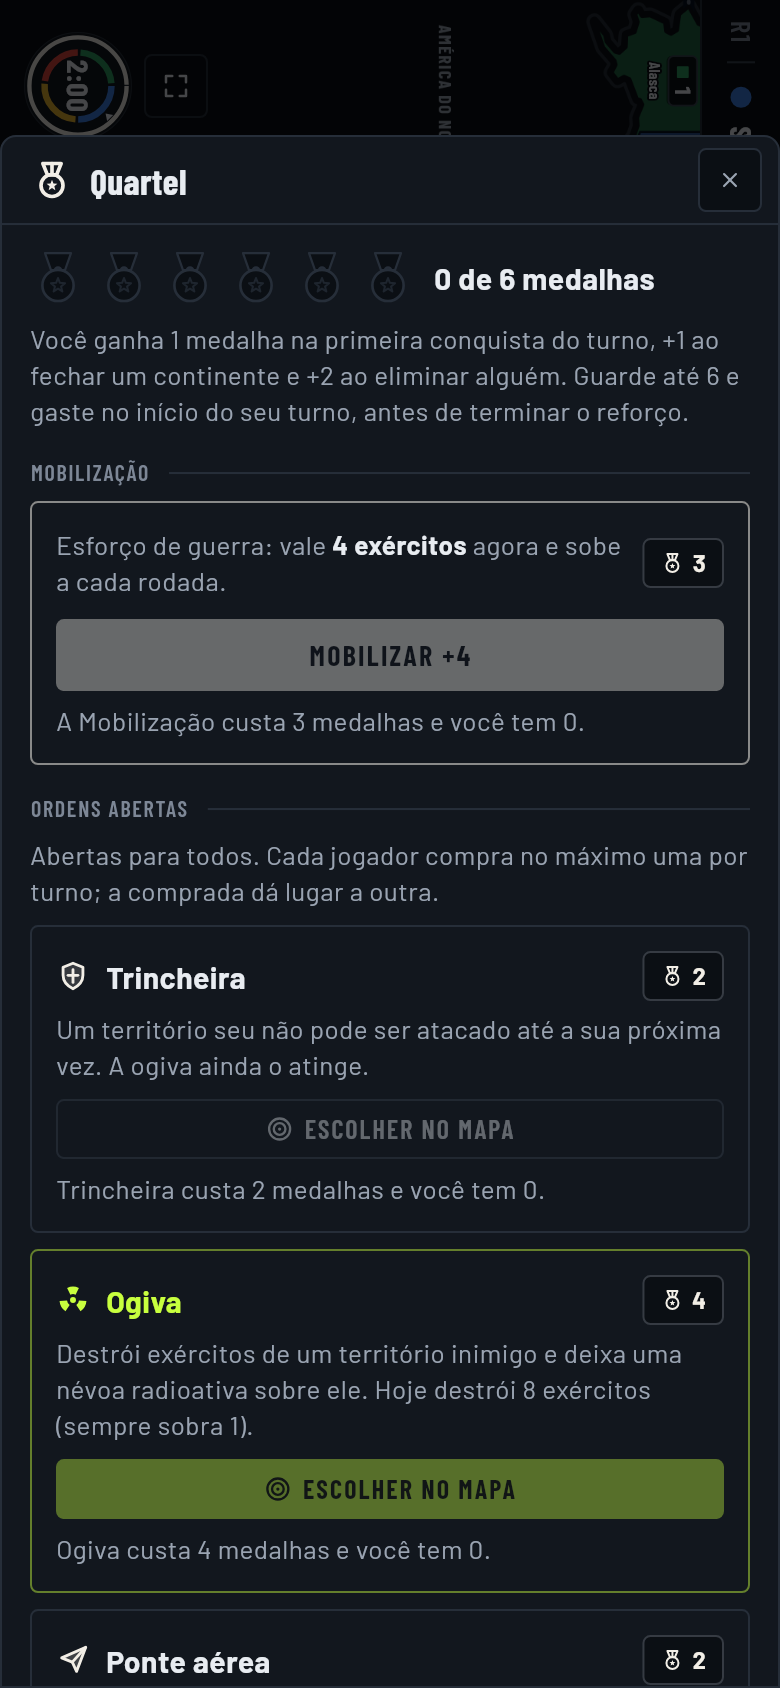 2:00
AMÉRICA DO NO
Alasca
1
R1
S
Quartel
0 de 6 medalhas
Você ganha 1 medalha na primeira conquista do turno, +1 ao
fechar um continente e +2 ao eliminar alguém. Guarde até 6 e
gaste no início do seu turno, antes de terminar o reforço.
MOBILIZAÇÃO
Esforço de guerra: vale 4 exércitos agora e sobe
a cada rodada.
3
MOBILIZAR +4
A Mobilização custa 3 medalhas e você tem 0.
ORDENS ABERTAS
Abertas para todos. Cada jogador compra no máximo uma por
turno; a comprada dá lugar a outra.
Trincheira
2
Um território seu não pode ser atacado até a sua próxima
vez. A ogiva ainda o atinge.
ESCOLHER NO MAPA
Trincheira custa 2 medalhas e você tem 0.
Ogiva
4
Destrói exércitos de um território inimigo e deixa uma
névoa radioativa sobre ele. Hoje destrói 8 exércitos
(sempre sobra 1).
ESCOLHER NO MAPA
Ogiva custa 4 medalhas e você tem 0.
Ponte aérea
2